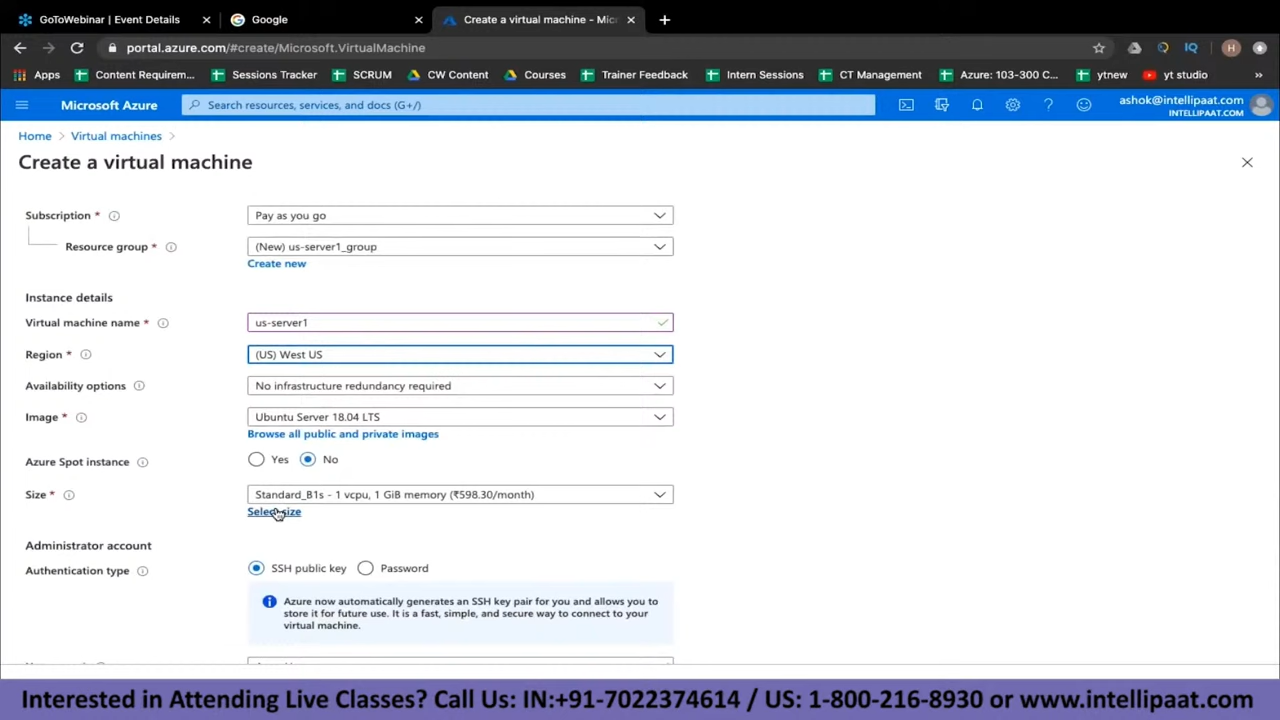 GoToWebinar | Event Details
Google
Create a virtual machine - Micr
portal.azure.com/#create/Microsoft.VirtualMachine
IQ
H
Apps
Content Requirem...
Sessions Tracker
SCRUM
CW Content
Courses
Trainer Feedback
Intern Sessions
CT Management
Azure: 103-300 C...
ytnew
yt studio
»
Microsoft Azure
Search resources, services, and docs (G+/)
ashok@intellipaat.com
INTELLIPAAT.COM
Home > Virtual machines >
Create a virtual machine
Subscription *
Pay as you go
Resource group *
(New) us-server1_group
Create new
Instance details
Virtual machine name *
us-server1
Region *
(US) West US
Availability options
No infrastructure redundancy required
Image *
Ubuntu Server 18.04 LTS
Browse all public and private images
Azure Spot instance
Yes No
Size *
Standard_B1s - 1 vcpu, 1 GiB memory (₹598.30/month)
Select size
Administrator account
Authentication type
SSH public key Password
Azure now automatically generates an SSH key pair for you and allows you to
store it for future use. It is a fast, simple, and secure way to connect to your
virtual machine.
Interested in Attending Live Classes? Call Us: IN:+91-7022374614 / US: 1-800-216-8930 or www.intellipaat.com